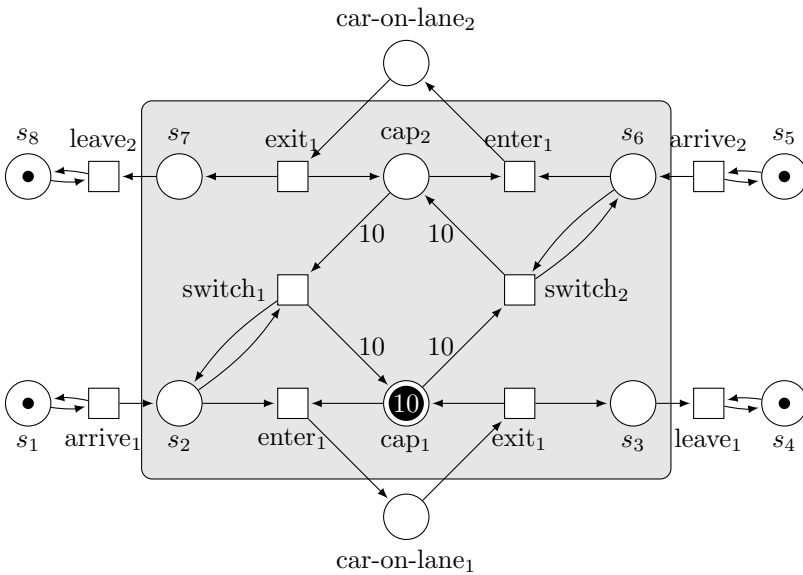 car-on-lane₂
s₈ leave₂ s₇ exit₁ cap₂ enter₁ s₆ arrive₂ s₅
10 10
switch₁ switch₂
10 10
10
s₁ arrive₁ s₂ enter₁ cap₁ exit₁ s₃ leave₁ s₄
car-on-lane₁